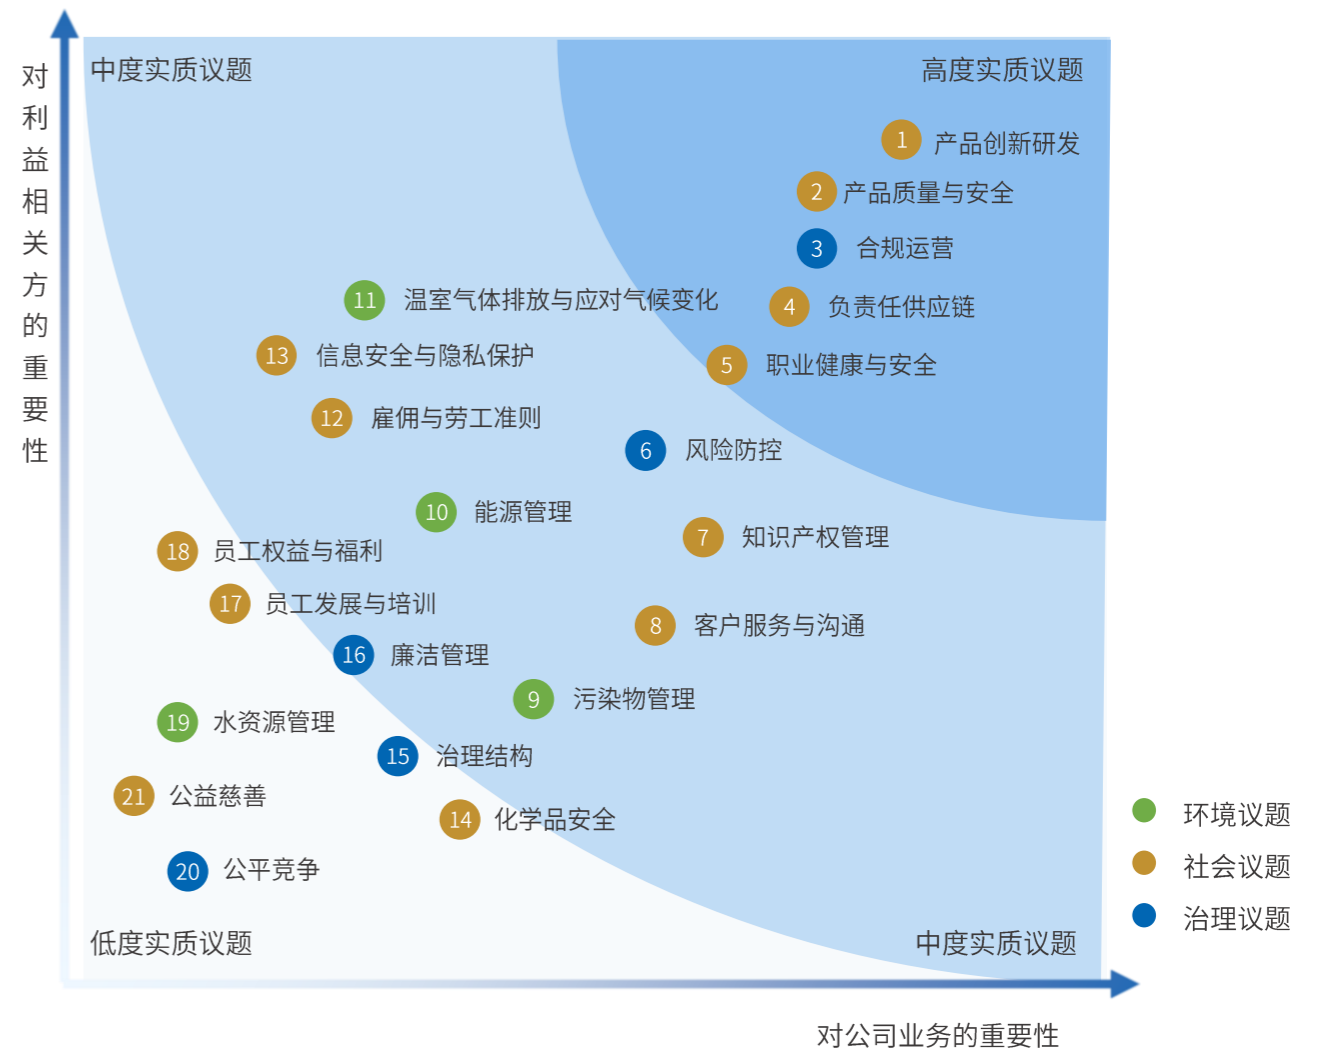 对利益相关方的重要性
中度实质议题
高度实质议题
1 产品创新研发
2 产品质量与安全
3 合规运营
11 温室气体排放与应对气候变化
4 负责任供应链
13 信息安全与隐私保护
5 职业健康与安全
12 雇佣与劳工准则
6 风险防控
10 能源管理
7 知识产权管理
18 员工权益与福利
17 员工发展与培训
8 客户服务与沟通
16 廉洁管理
9 污染物管理
19 水资源管理
15 治理结构
21 公益慈善
14 化学品安全
20 公平竞争
环境议题
社会议题
治理议题
低度实质议题
中度实质议题
对公司业务的重要性